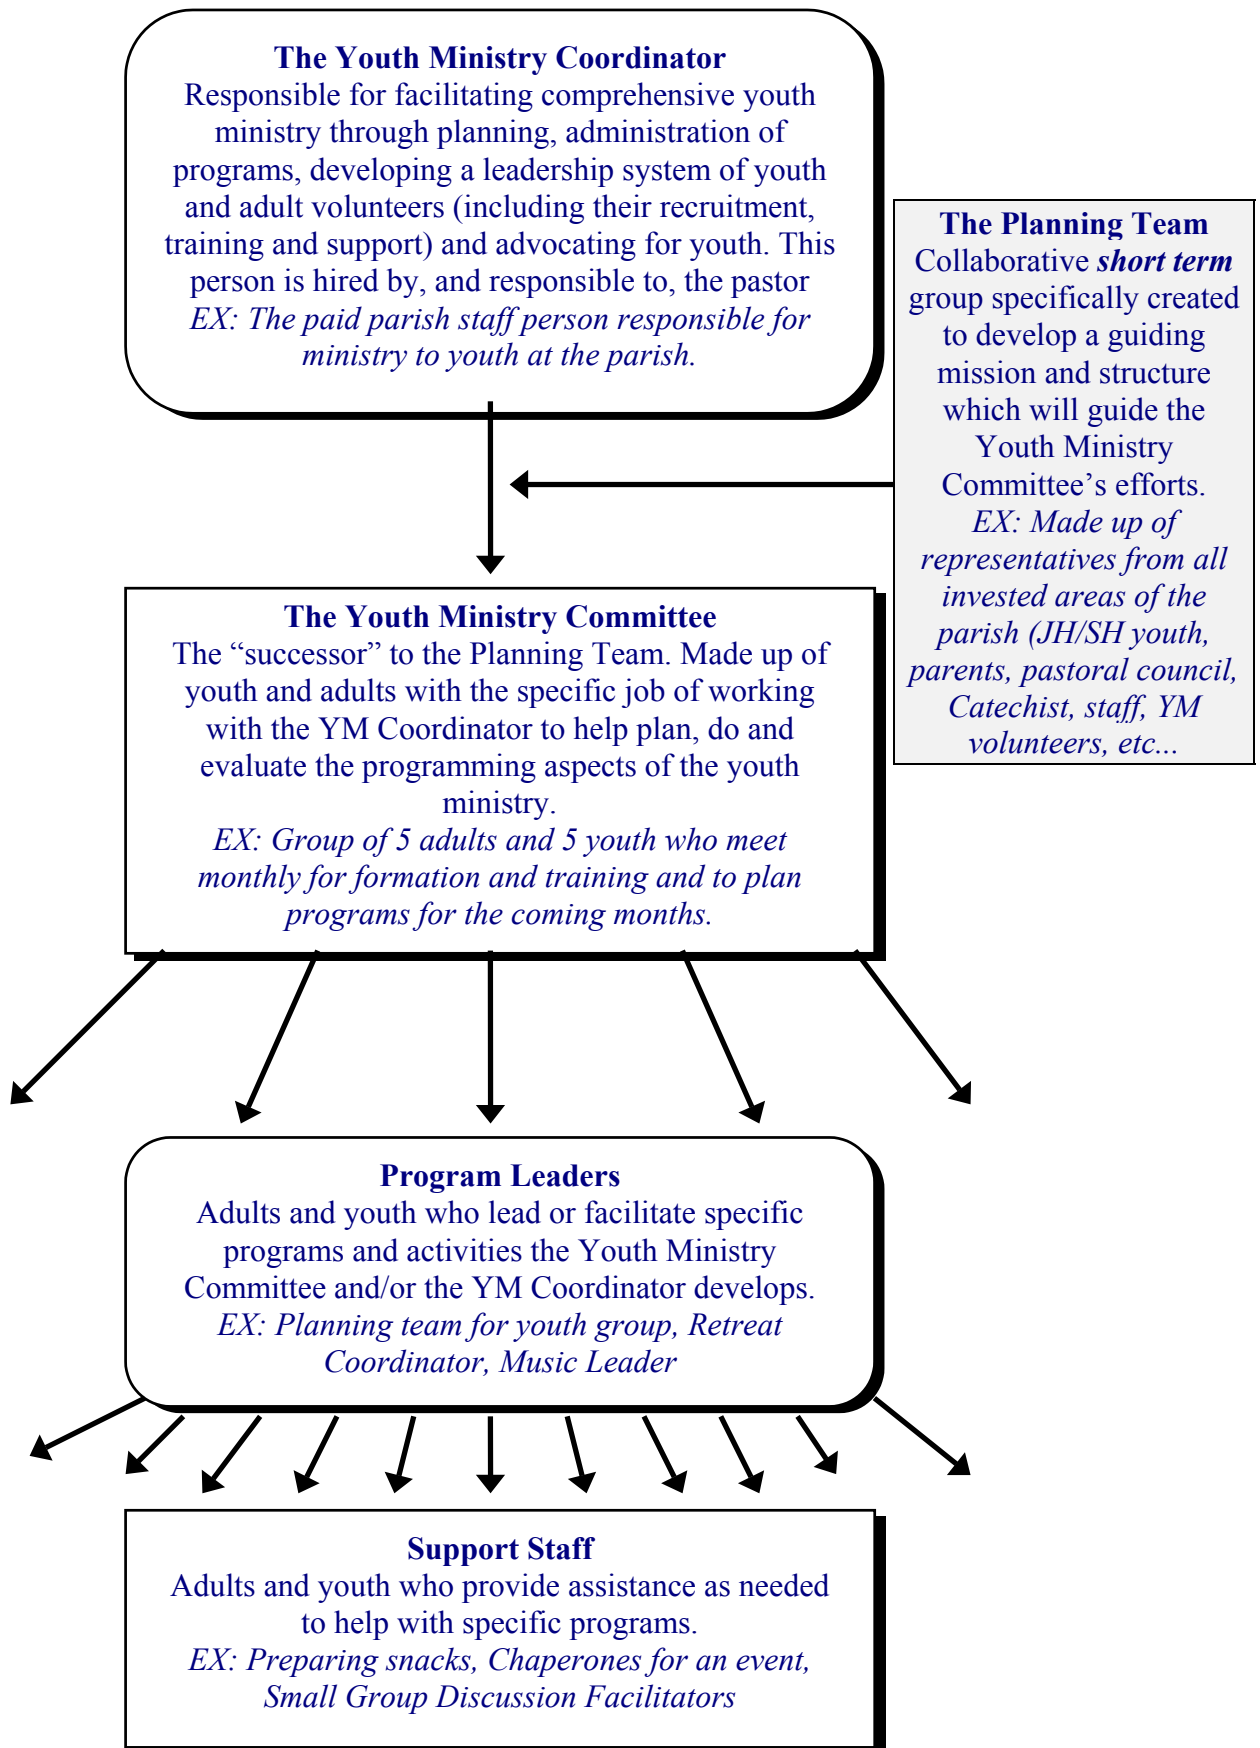 The Youth Ministry Coordinator
Responsible for facilitating comprehensive youth
ministry through planning, administration of
programs, developing a leadership system of youth
and adult volunteers (including their recruitment,
training and support) and advocating for youth. This
person is hired by, and responsible to, the pastor
EX: The paid parish staff person responsible for
ministry to youth at the parish.
The Planning Team
Collaborative short term
group specifically created
to develop a guiding
mission and structure
which will guide the
Youth Ministry
Committee’s efforts.
EX: Made up of
representatives from all
invested areas of the
parish (JH/SH youth,
parents, pastoral council,
Catechist, staff, YM
volunteers, etc...
The Youth Ministry Committee
The “successor” to the Planning Team. Made up of
youth and adults with the specific job of working
with the YM Coordinator to help plan, do and
evaluate the programming aspects of the youth
ministry.
EX: Group of 5 adults and 5 youth who meet
monthly for formation and training and to plan
programs for the coming months.
Program Leaders
Adults and youth who lead or facilitate specific
programs and activities the Youth Ministry
Committee and/or the YM Coordinator develops.
EX: Planning team for youth group, Retreat
Coordinator, Music Leader
Support Staff
Adults and youth who provide assistance as needed
to help with specific programs.
EX: Preparing snacks, Chaperones for an event,
Small Group Discussion Facilitators